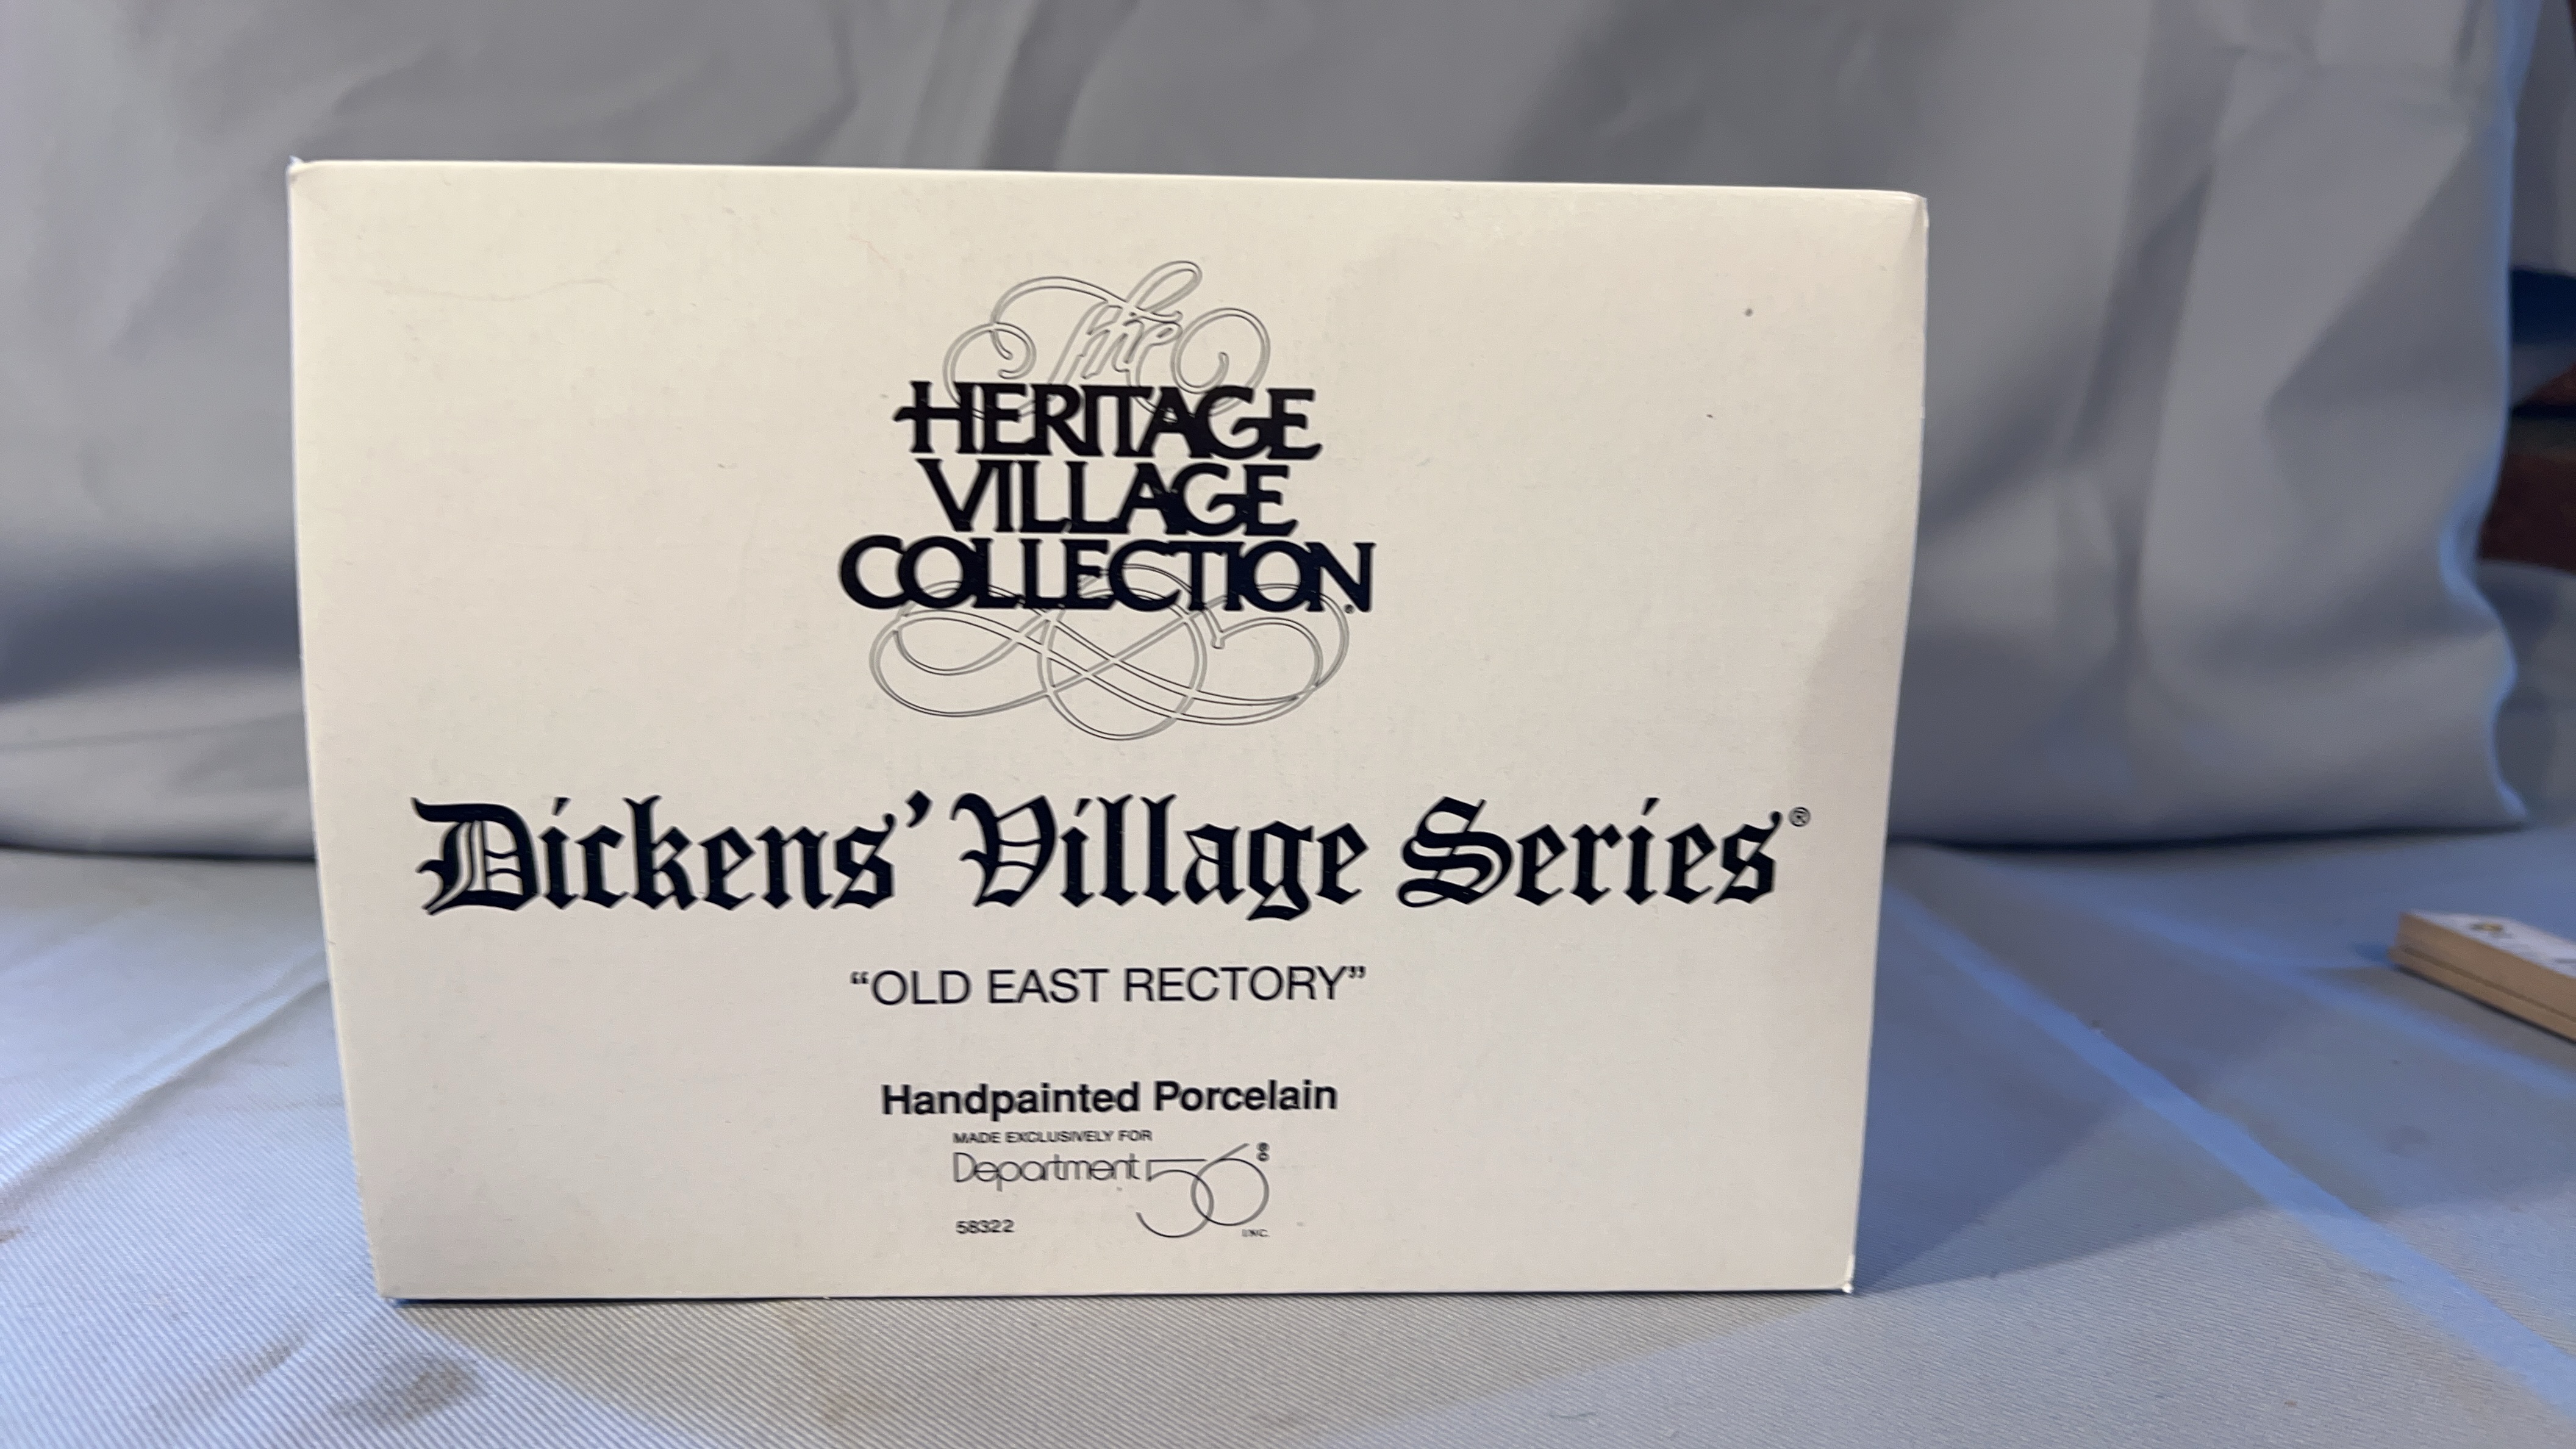 The
HERITAGE
VILLAGE
COLLECTION®
Dickens' Village Series®
“OLD EAST RECTORY”
Handpainted Porcelain
MADE EXCLUSIVELY FOR
Department 56®
58322
INC.